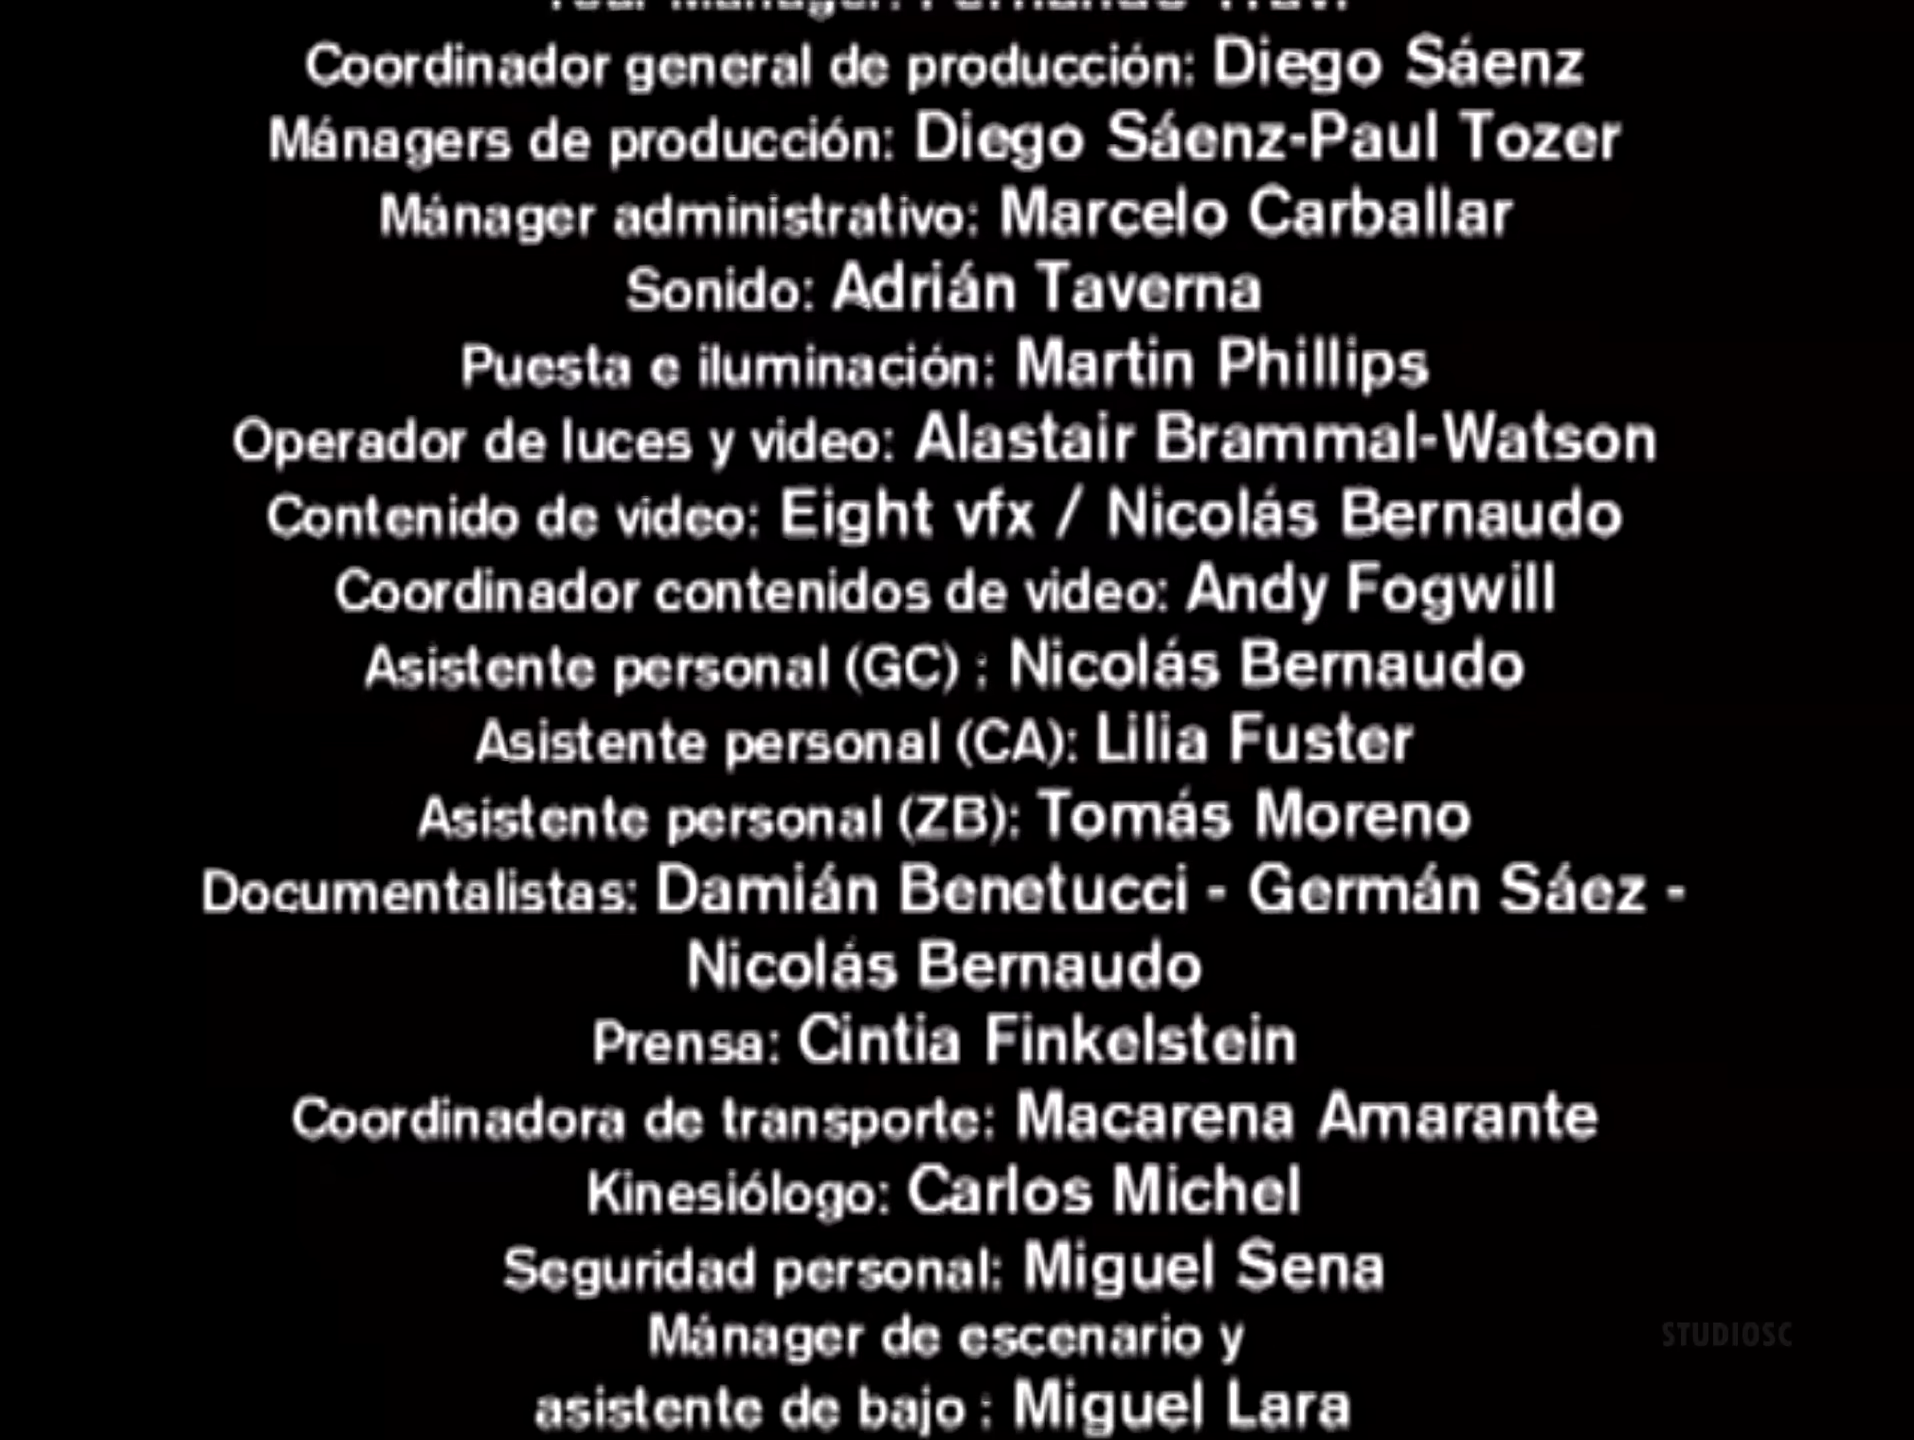 Tour Manager: Fernando Travi
Coordinador general de producción: Diego Sáenz
Mánagers de producción: Diego Sáenz-Paul Tozer
Mánager administrativo: Marcelo Carballar
Sonido: Adrián Taverna
Puesta e iluminación: Martin Phillips
Operador de luces y video: Alastair Brammal-Watson
Contenido de video: Eight vfx / Nicolás Bernaudo
Coordinador contenidos de video: Andy Fogwill
Asistente personal (GC) : Nicolás Bernaudo
Asistente personal (CA): Lilia Fuster
Asistente personal (ZB): Tomás Moreno
Documentalistas: Damián Benetucci - Germán Sáez -
Nicolás Bernaudo
Prensa: Cintia Finkelstein
Coordinadora de transporte: Macarena Amarante
Kinesiólogo: Carlos Michel
Seguridad personal: Miguel Sena
Mánager de escenario y
asistente de bajo : Miguel Lara
STUDIOSC